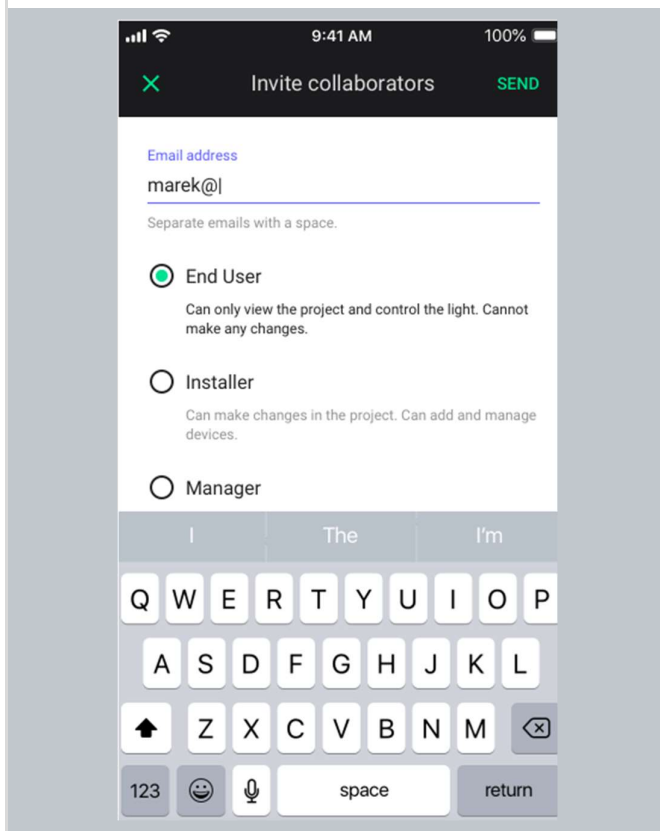 9:41 AM 100%
Invite collaborators SEND
Email address
marek@
Separate emails with a space.
End User
Can only view the project and control the light. Cannot
make any changes.
Installer
Can make changes in the project. Can add and manage
devices.
Manager
I The I'm
Q W E R T Y U I O P
A S D F G H J K L
Z X C V B N M
123 space return